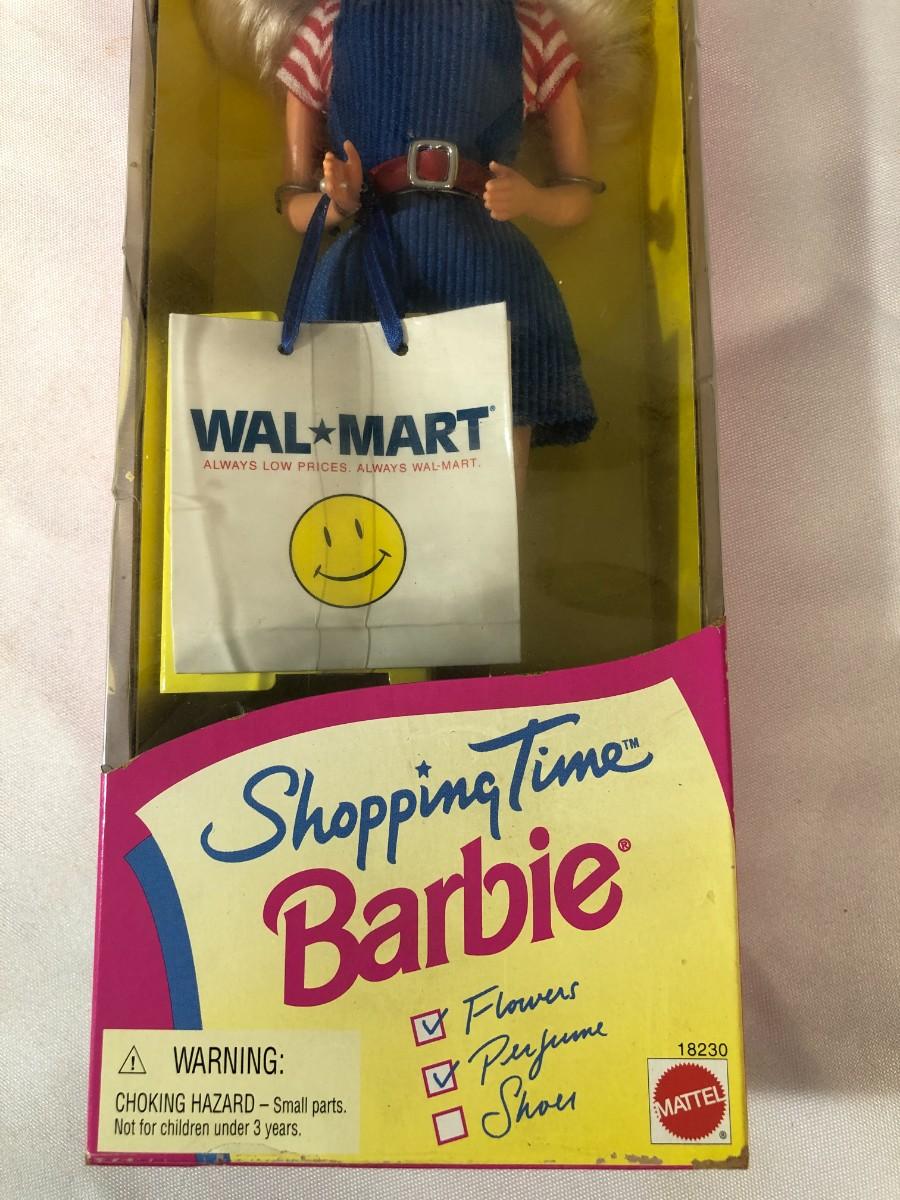 WAL★MART®
ALWAYS LOW PRICES. ALWAYS WAL-MART.
Shopping Time™
Barbie®
Flowers
Perfume
Shoes
⚠ WARNING:
CHOKING HAZARD – Small parts.
Not for children under 3 years.
18230
MATTEL®